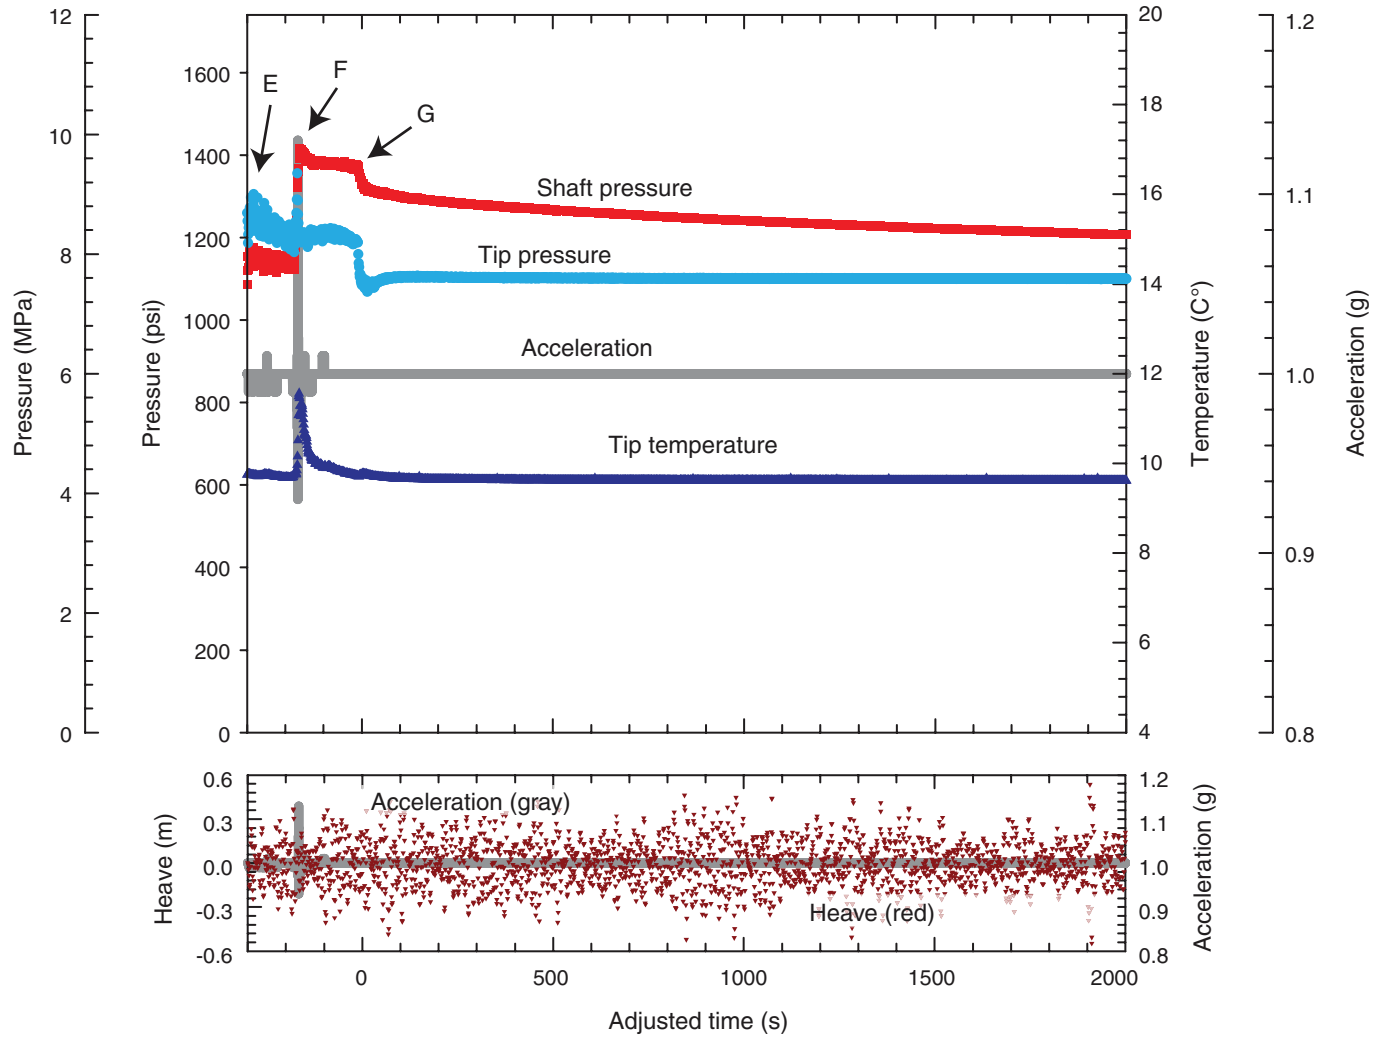 12
10
8
6
4
2
0
Pressure (MPa)
1600
1400
1200
1000
800
600
400
200
0
Pressure (psi)
E
F
G
Shaft pressure
Tip pressure
Acceleration
Tip temperature
20
18
16
14
12
10
8
6
4
Temperature (C°)
1.2
1.1
1.0
0.9
0.8
Acceleration (g)
0.6
0.3
0.0
-0.3
-0.6
Heave (m)
Acceleration (gray)
Heave (red)
1.2
1.1
1.0
0.9
0.8
Acceleration (g)
0
500
1000
1500
2000
Adjusted time (s)